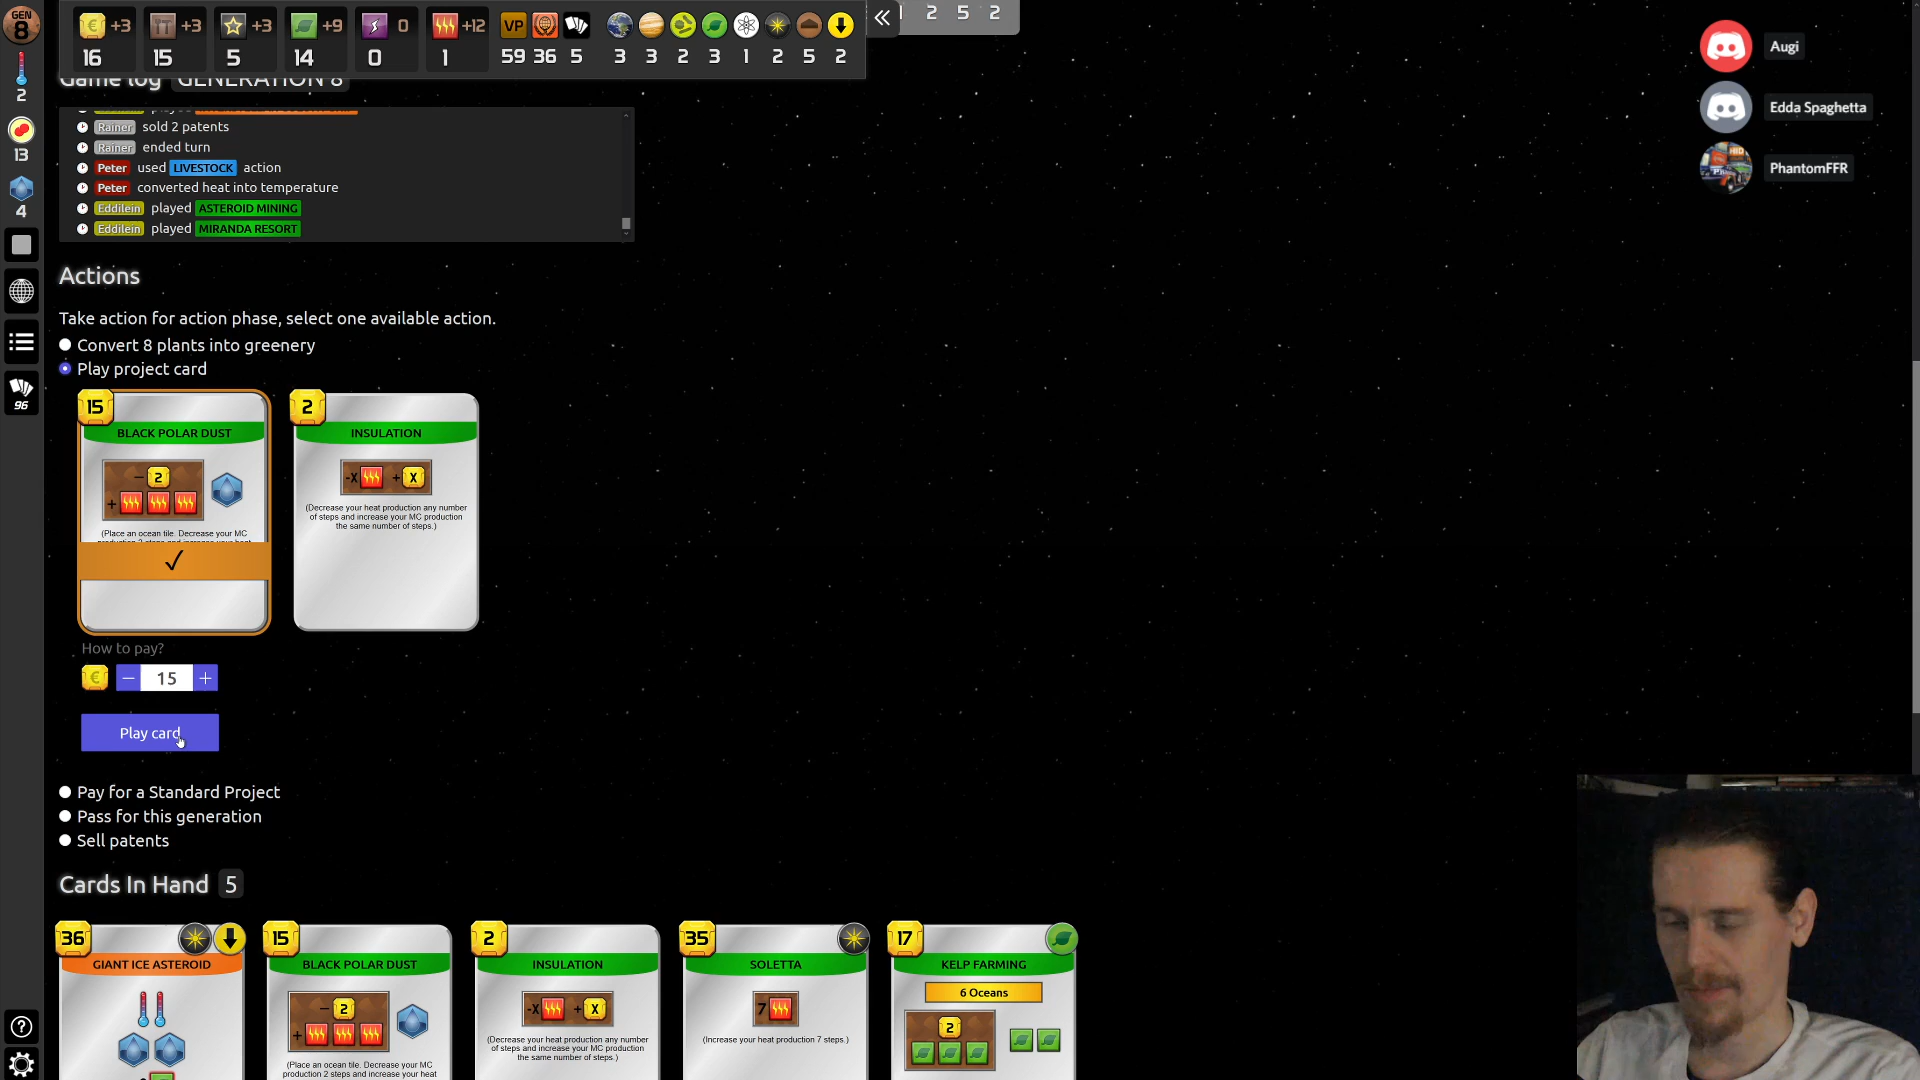 GEN 8
+3 +3 +3 +9 0 +12 VP
16 15 5 14 0 1 59 36 5 3 3 2 3 1 2 5 2
2 5 2
2
13
4
96
Game log GENERATION 8
Rainer sold 2 patents
Rainer ended turn
Peter used LIVESTOCK action
Peter converted heat into temperature
Eddilein played ASTEROID MINING
Eddilein played MIRANDA RESORT
Augi
Edda Spaghetta
PhantomFFR
Actions
Take action for action phase, select one available action.
Convert 8 plants into greenery
Play project card
15
BLACK POLAR DUST
− 2
+
(Place an ocean tile. Decrease your MC
✓
2
INSULATION
-X + X
(Decrease your heat production any number
of steps and increase your MC production
the same number of steps.)
How to pay?
€ − 15 +
Play card
Pay for a Standard Project
Pass for this generation
Sell patents
Cards In Hand 5
36
GIANT ICE ASTEROID
15
BLACK POLAR DUST
− 2
+
(Place an ocean tile. Decrease your MC
production 2 steps and increase your heat
2
INSULATION
-X + X
(Decrease your heat production any number
of steps and increase your MC production
the same number of steps.)
35
SOLETTA
7
(Increase your heat production 7 steps.)
17
KELP FARMING
6 Oceans
2